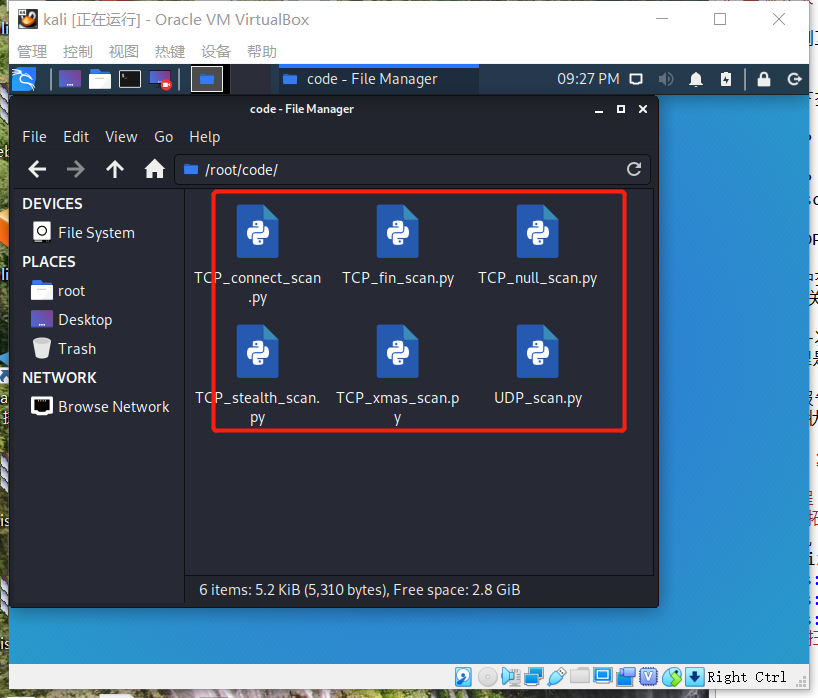 kali [正在运行] - Oracle VM VirtualBox
管理 控制 视图 热键 设备 帮助
code - File Manager 09:27 PM
code - File Manager
File Edit View Go Help
/root/code/
DEVICES
File System
PLACES
root
Desktop
Trash
NETWORK
Browse Network
TCP_connect_scan
.py
TCP_fin_scan.py
TCP_null_scan.py
TCP_stealth_scan.
py
TCP_xmas_scan.p
y
UDP_scan.py
6 items: 5.2 KiB (5,310 bytes), Free space: 2.8 GiB
Right Ctrl